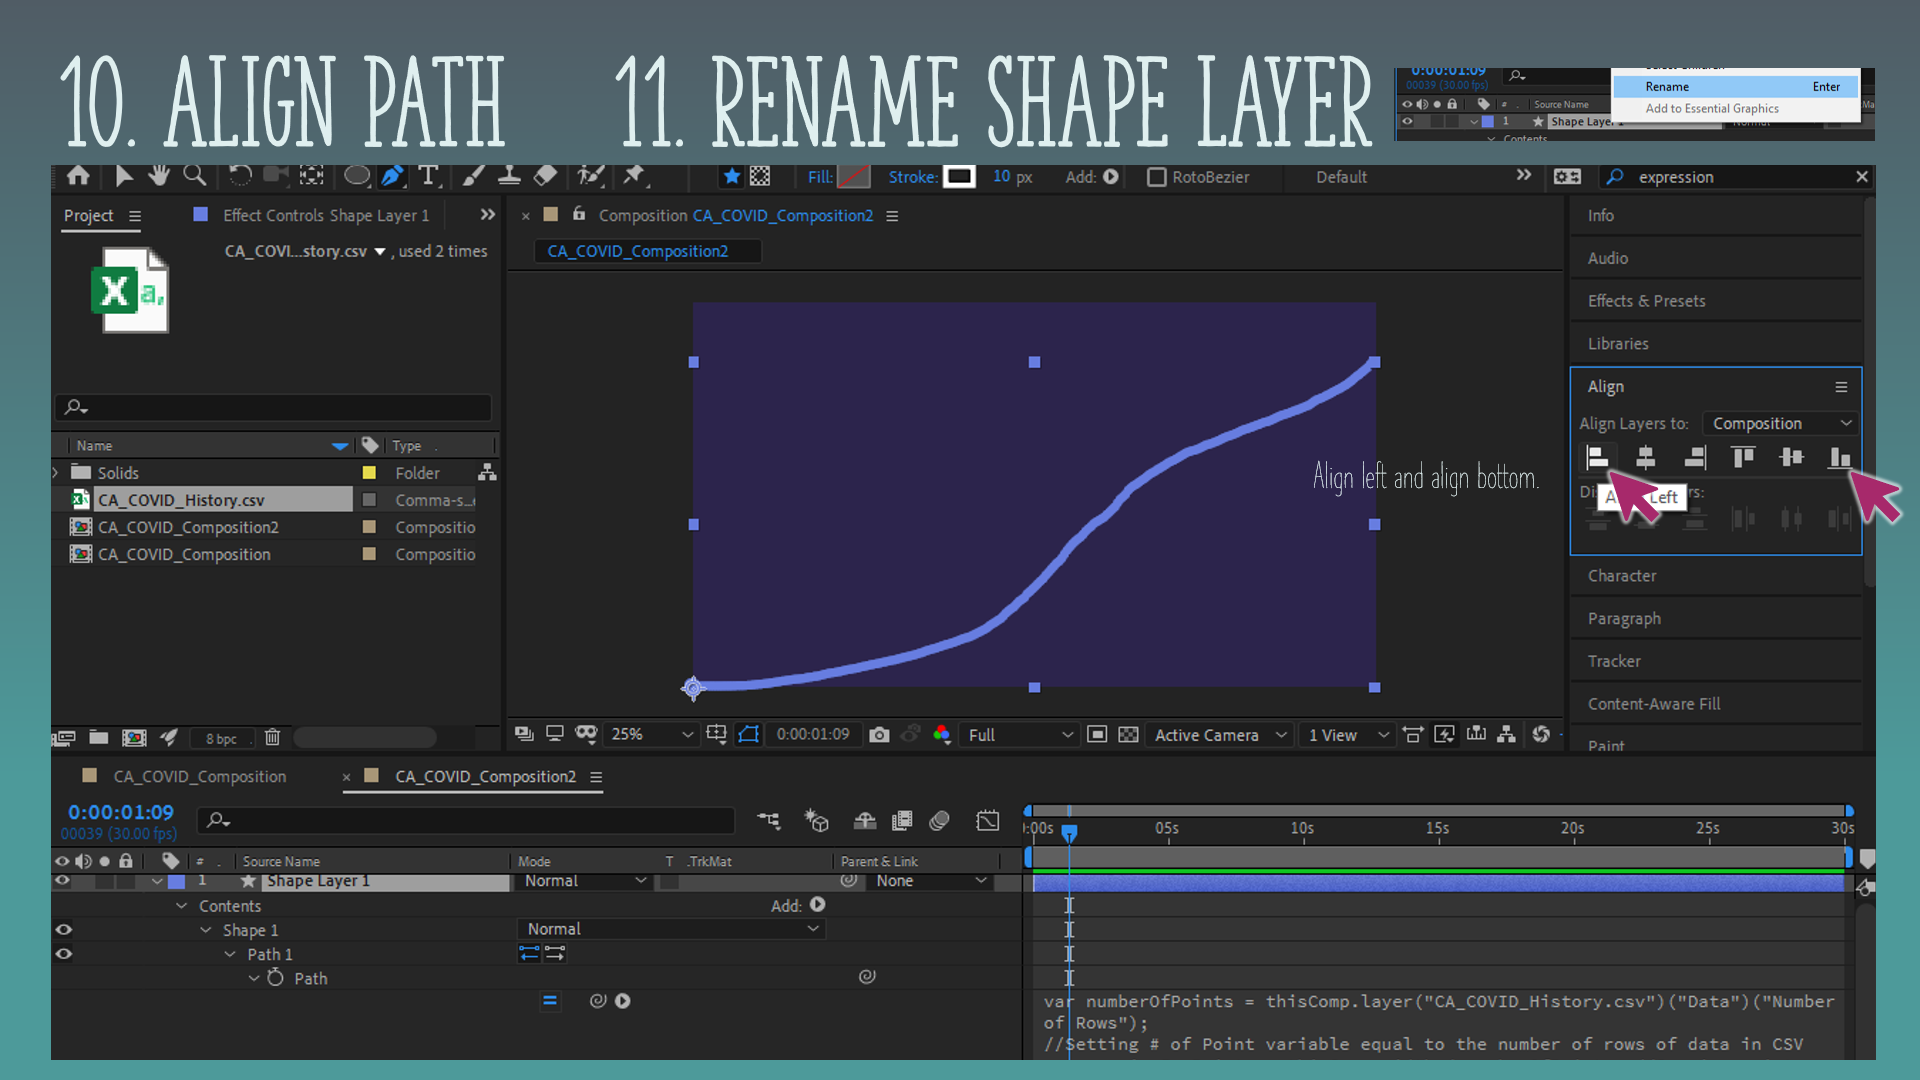 10. ALIGN PATH 11. RENAME SHAPE LAYER
0:00:01:09
00039 (30.00 fps)
Rename Enter
Add to Essential Graphics
# . Source Name
1 Shape Layer
Contents
Fill: Stroke: 10 px Add: RotoBezier Default expression
Project Effect Controls Shape Layer 1
CA_COVI...story.csv , used 2 times
Composition CA_COVID_Composition2
CA_COVID_Composition2
Info
Audio
Effects & Presets
Libraries
Align
Align Layers to: Composition
Align left and align bottom.
Left
Character
Paragraph
Tracker
Content-Aware Fill
Paint
Name Type
Solids Folder
CA_COVID_History.csv Comma-s...
CA_COVID_Composition2 Compositio
CA_COVID_Composition Compositio
8 bpc
25% 0:00:01:09 Full Active Camera 1 View
CA_COVID_Composition CA_COVID_Composition2
0:00:01:09
00039 (30.00 fps)
:00s 05s 10s 15s 20s 25s 30s
# . Source Name Mode T .TrkMat Parent & Link
1 Shape Layer 1 Normal None
Contents Add:
Shape 1 Normal
Path 1
Path
var numberOfPoints = thisComp.layer("CA_COVID_History.csv")("Data")("Number
of Rows");
//Setting # of Point variable equal to the number of rows of data in CSV